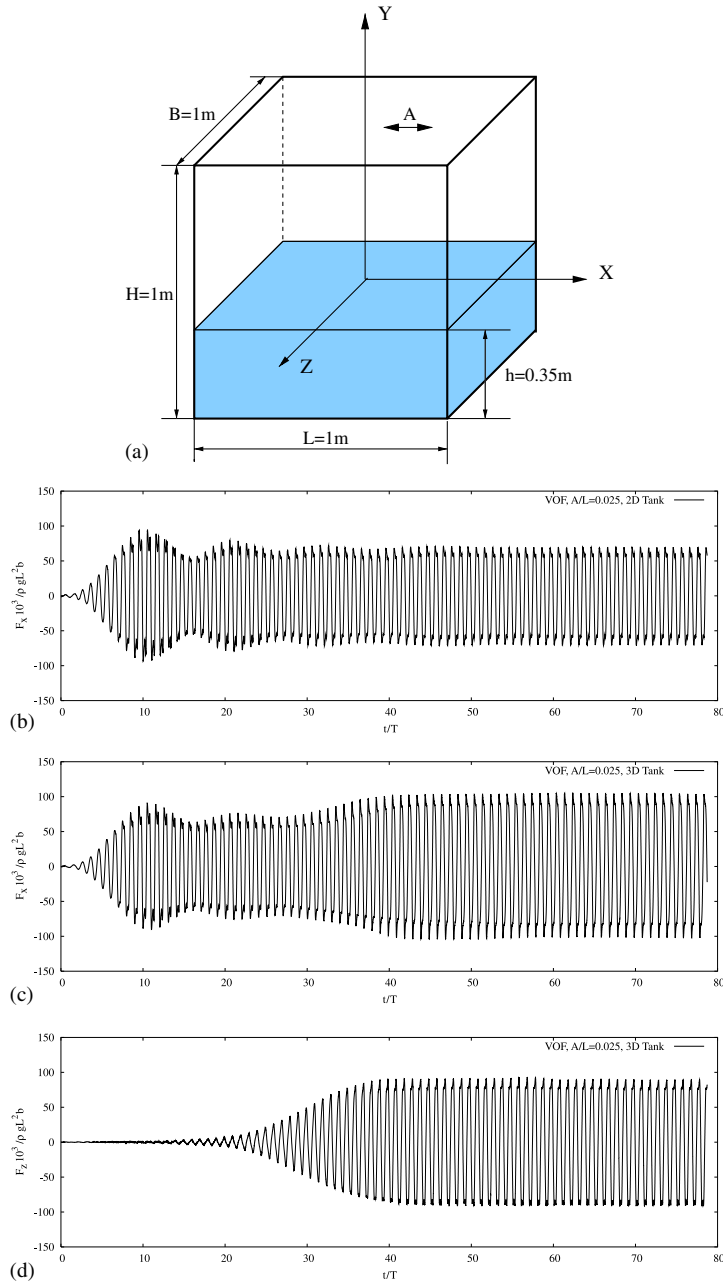 Y
B=1m
A
H=1m
X
Z
h=0.35m
L=1m
(a)
VOF, A/L=0.025, 2D Tank
F_X 10^3/ρ gL^2b
150
100
50
0
-50
-100
-150
0 10 20 30 40 50 60 70 80
t/T
(b)
VOF, A/L=0.025, 3D Tank
F_X 10^3/ρ gL^2b
150
100
50
0
-50
-100
-150
0 10 20 30 40 50 60 70 80
t/T
(c)
VOF, A/L=0.025, 3D Tank
F_Z 10^3/ρ gL^2b
150
100
50
0
-50
-100
-150
0 10 20 30 40 50 60 70 80
t/T
(d)